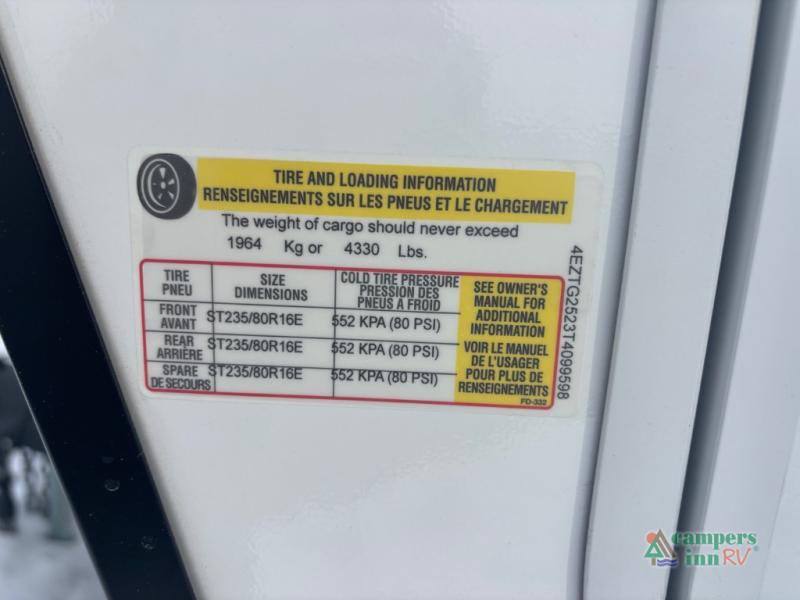 TIRE AND LOADING INFORMATION
RENSEIGNEMENTS SUR LES PNEUS ET LE CHARGEMENT
The weight of cargo should never exceed
1964 Kg or 4330 Lbs.
TIRE
PNEU
SIZE
DIMENSIONS
COLD TIRE PRESSURE
PRESSION DES
PNEUS A FROID
FRONT
AVANT
ST235/80R16E
552 KPA (80 PSI)
REAR
ARRIÈRE
ST235/80R16E
552 KPA (80 PSI)
SPARE
DE SECOURS
ST235/80R16E
552 KPA (80 PSI)
SEE OWNER'S
MANUAL FOR
ADDITIONAL
INFORMATION
VOIR LE MANUEL
DE L'USAGER
POUR PLUS DE
RENSEIGNEMENTS
FD-332
4EZTG2523T4099598
campers
inn RV